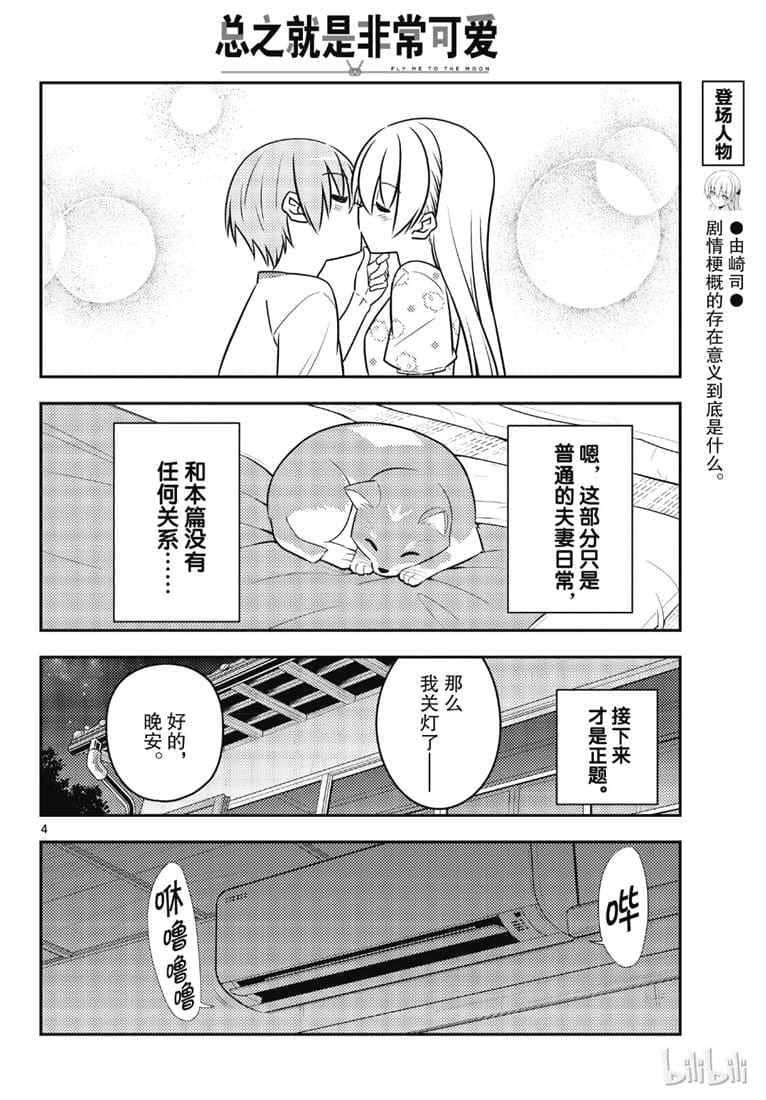 总之就是非常可爱
FLY ME TO THE MOON
登场人物
●由崎司●
剧情梗概的存在意义到底是什么。
嗯，这部分只是
普通的夫妻日常，
和本篇没有
任何关系……
接下来
才是正题。
那么
我关灯了——
好的，
晚安。
4
哔
咻噜噜噜
bilibili